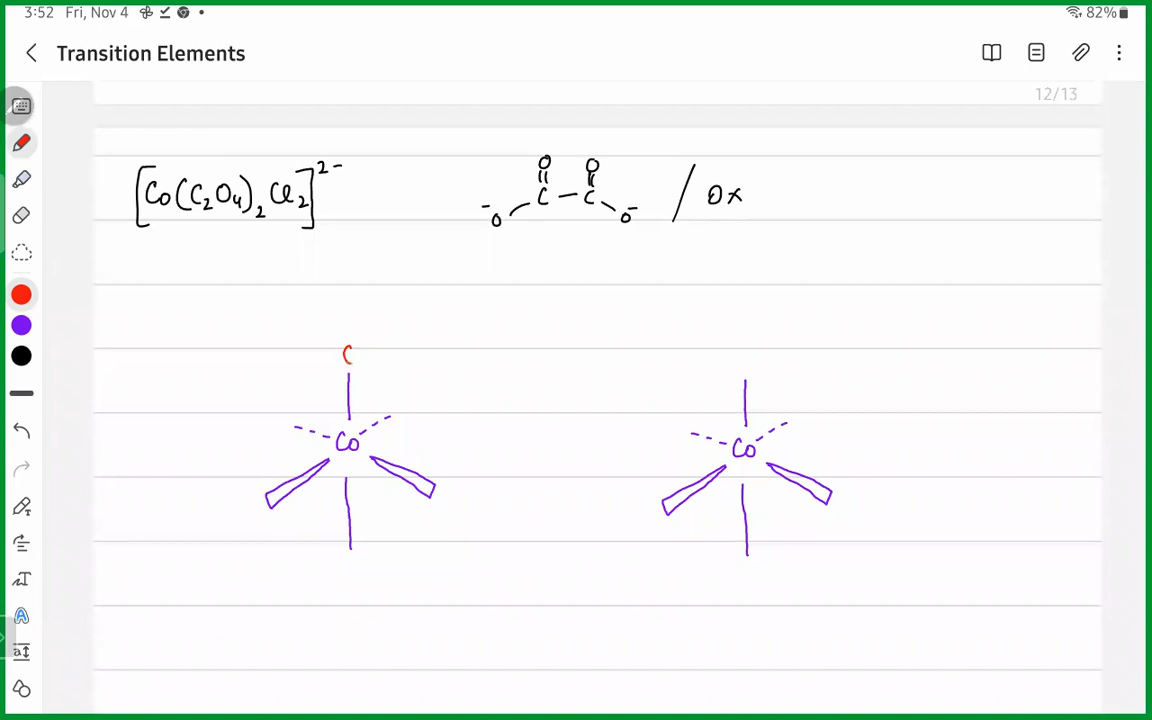 3:52 Fri, Nov 4
82%
Transition Elements
12/13
[Co(C₂O₄)₂Cl₂]²⁻
O O
⁻O C C O⁻ / ox
C
Co Co